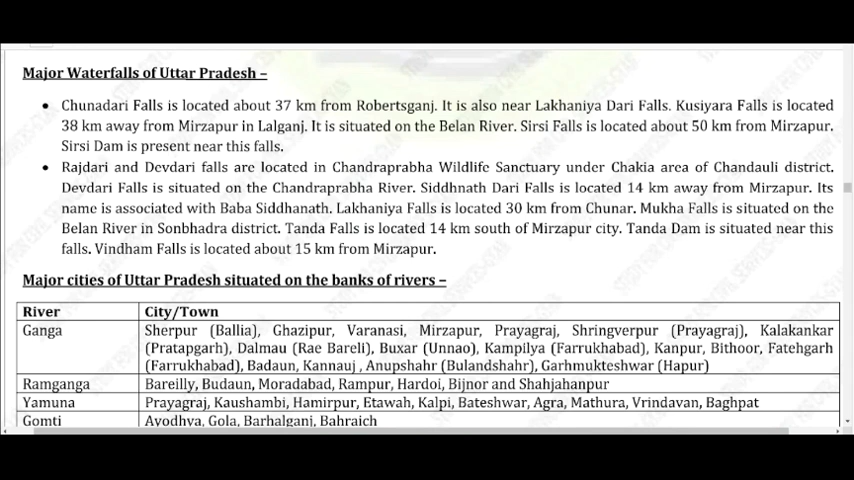 Major Waterfalls of Uttar Pradesh –
• Chunadari Falls is located about 37 km from Robertsganj. It is also near Lakhaniya Dari Falls. Kusiyara Falls is located
38 km away from Mirzapur in Lalganj. It is situated on the Belan River. Sirsi Falls is located about 50 km from Mirzapur.
Sirsi Dam is present near this falls.
• Rajdari and Devdari falls are located in Chandraprabha Wildlife Sanctuary under Chakia area of Chandauli district.
Devdari Falls is situated on the Chandraprabha River. Siddhnath Dari Falls is located 14 km away from Mirzapur. Its
name is associated with Baba Siddhanath. Lakhaniya Falls is located 30 km from Chunar. Mukha Falls is situated on the
Belan River in Sonbhadra district. Tanda Falls is located 14 km south of Mirzapur city. Tanda Dam is situated near this
falls. Vindham Falls is located about 15 km from Mirzapur.
Major cities of Uttar Pradesh situated on the banks of rivers –
River City/Town
Ganga Sherpur (Ballia), Ghazipur, Varanasi, Mirzapur, Prayagraj, Shringverpur (Prayagraj), Kalakankar
(Pratapgarh), Dalmau (Rae Bareli), Buxar (Unnao), Kampilya (Farrukhabad), Kanpur, Bithoor, Fatehgarh
(Farrukhabad), Badaun, Kannauj , Anupshahr (Bulandshahr), Garhmukteshwar (Hapur)
Ramganga Bareilly, Budaun, Moradabad, Rampur, Hardoi, Bijnor and Shahjahanpur
Yamuna Prayagraj, Kaushambi, Hamirpur, Etawah, Kalpi, Bateshwar, Agra, Mathura, Vrindavan, Baghpat
Gomti Ayodhya, Gola, Barhalganj, Bahraich